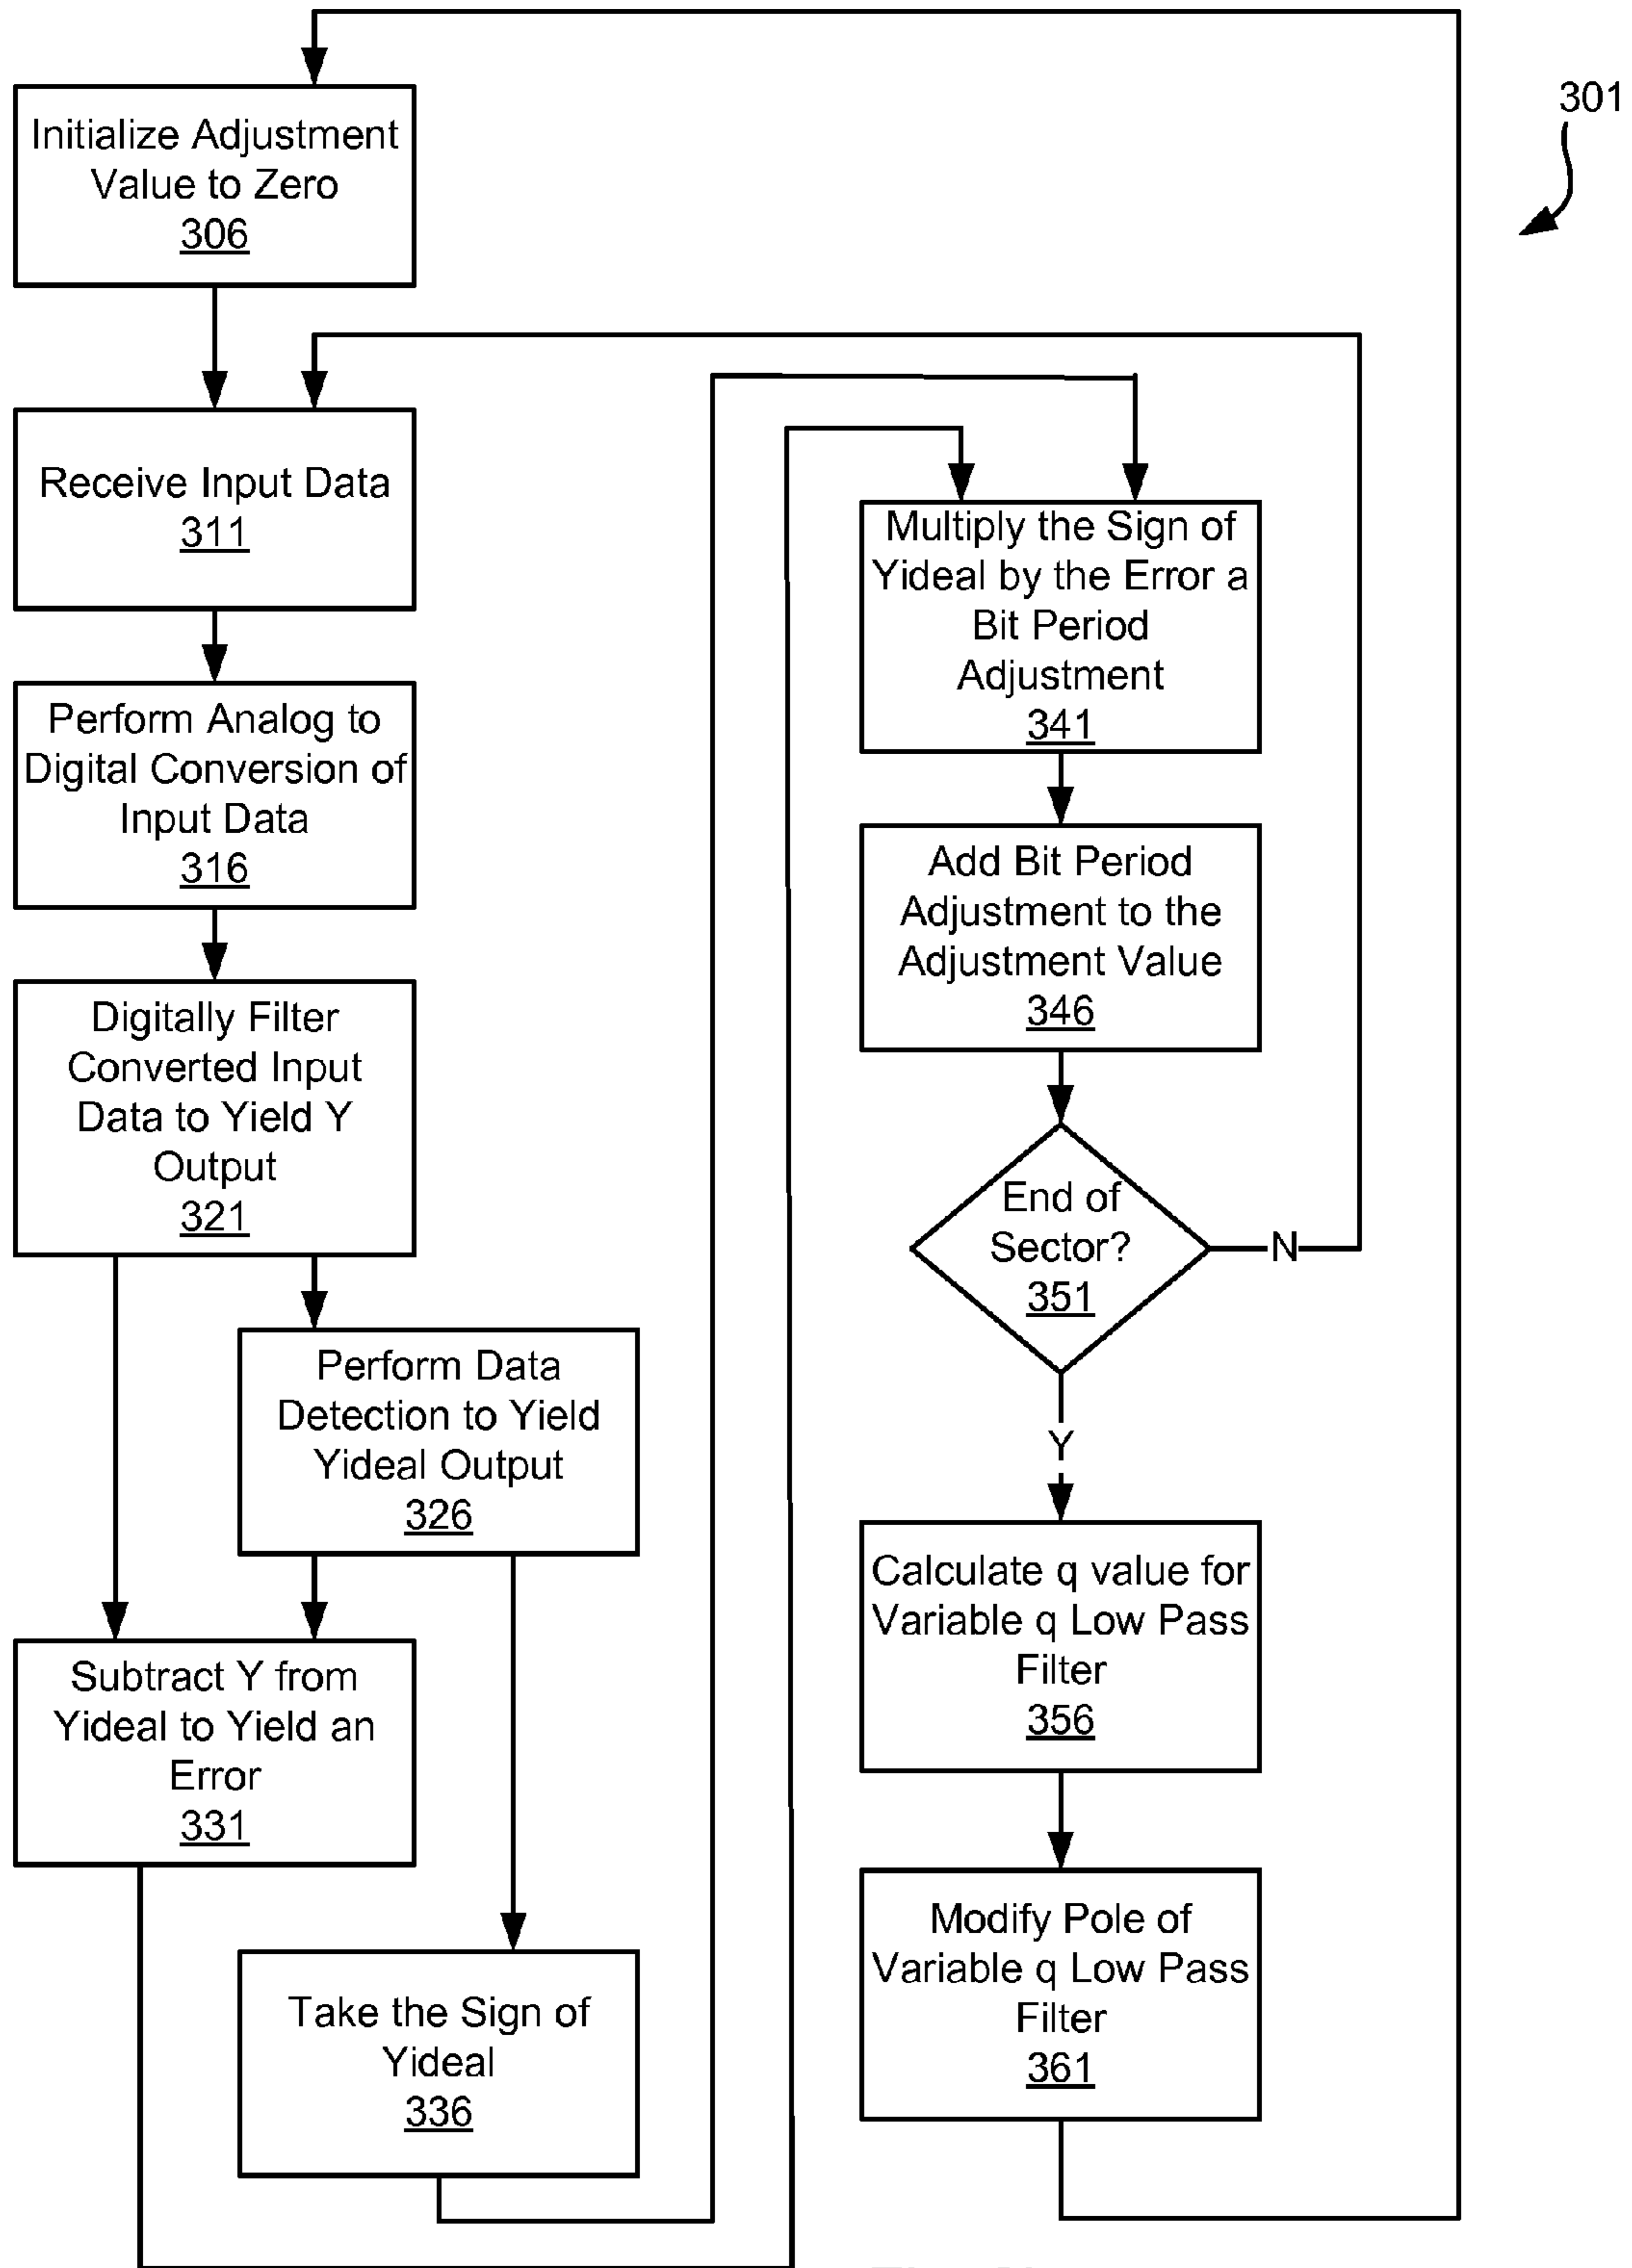 301
Initialize Adjustment
Value to Zero
306
Receive Input Data
311
Perform Analog to
Digital Conversion of
Input Data
316
Digitally Filter
Converted Input
Data to Yield Y
Output
321
Perform Data
Detection to Yield
Yideal Output
326
Subtract Y from
Yideal to Yield an
Error
331
Take the Sign of
Yideal
336
Multiply the Sign of
Yideal by the Error a
Bit Period
Adjustment
341
Add Bit Period
Adjustment to the
Adjustment Value
346
End of
Sector?
351
N
Y
Calculate q value for
Variable q Low Pass
Filter
356
Modify Pole of
Variable q Low Pass
Filter
361